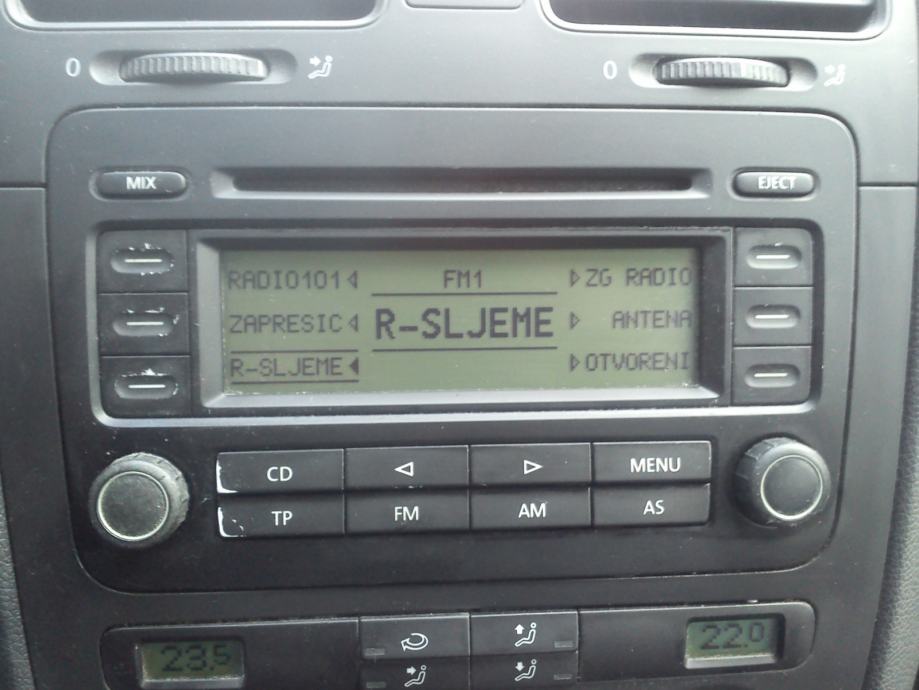 0
0
MIX
EJECT
RADIO101 FM1 ZG RADIO
ZAPRESIC R-SLJEME ANTENA
R-SLJEME OTVORENI
CD
MENU
TP FM AM AS
23.5
22.0